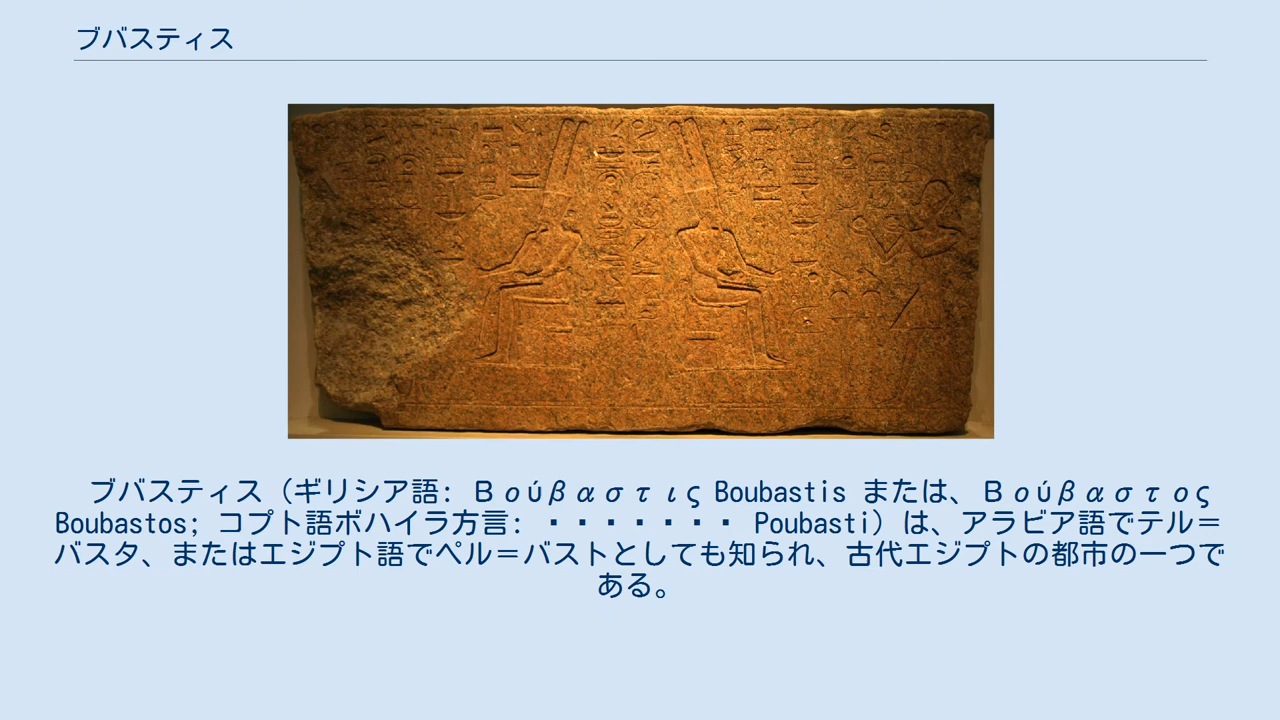 ブバスティス
ブバスティス（ギリシア語: Βούβαστις Boubastis または、Βούβαστος
Boubastos; コプト語ボハイラ方言: ・・・・・・・ Poubasti）は、アラビア語でテル＝
バスタ、またはエジプト語でペル＝バストとしても知られ、古代エジプトの都市の一つで
ある。